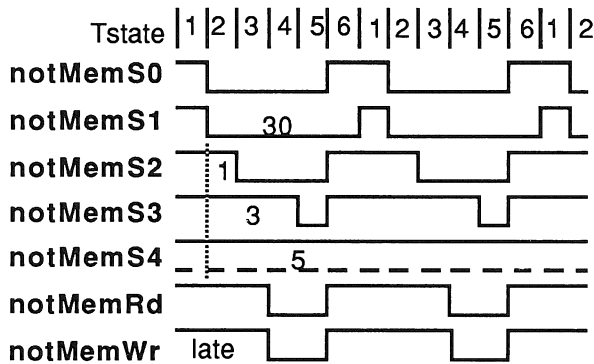 Tstate |1|2|3|4|5|6|1|2|3|4|5|6|1|2
notMemS0
notMemS1 30
notMemS2 1
notMemS3 3
notMemS4 5
notMemRd
notMemWr late